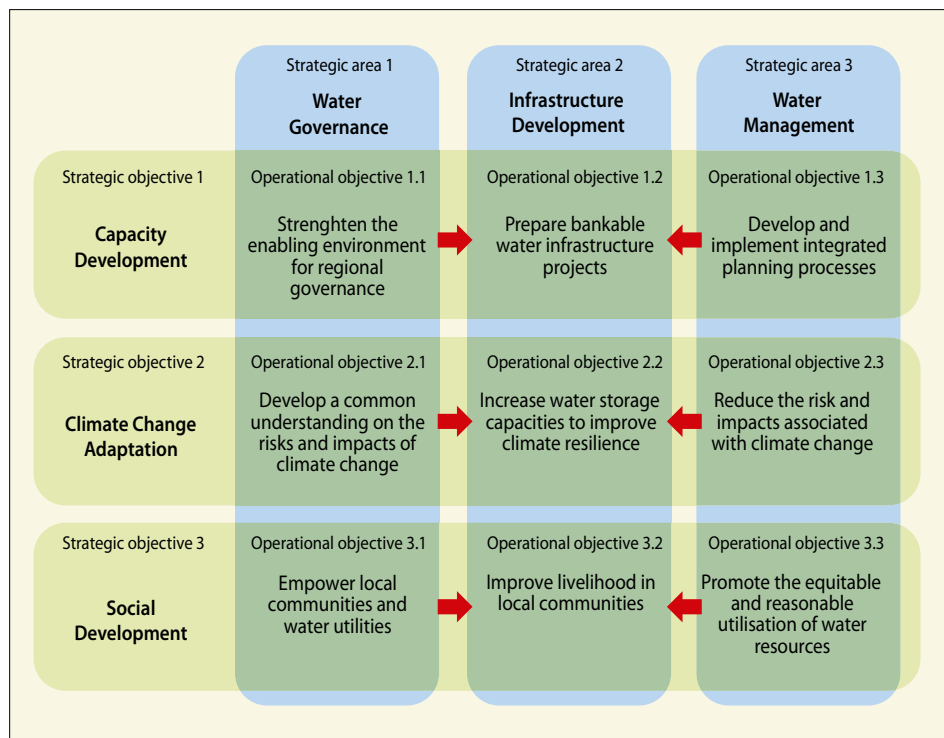 Strategic area 1
Water
Governance
Strategic area 2
Infrastructure
Development
Strategic area 3
Water
Management
Strategic objective 1
Capacity
Development
Operational objective 1.1
Strenghten the
enabling environment
for regional
governance
Operational objective 1.2
Prepare bankable
water infrastructure
projects
Operational objective 1.3
Develop and
implement integrated
planning processes
Strategic objective 2
Climate Change
Adaptation
Operational objective 2.1
Develop a common
understanding on the
risks and impacts of
climate change
Operational objective 2.2
Increase water storage
capacities to improve
climate resilience
Operational objective 2.3
Reduce the risk and
impacts associated
with climate change
Strategic objective 3
Social
Development
Operational objective 3.1
Empower local
communities and
water utilities
Operational objective 3.2
Improve livelihood in
local communities
Operational objective 3.3
Promote the equitable
and reasonable
utilisation of water
resources